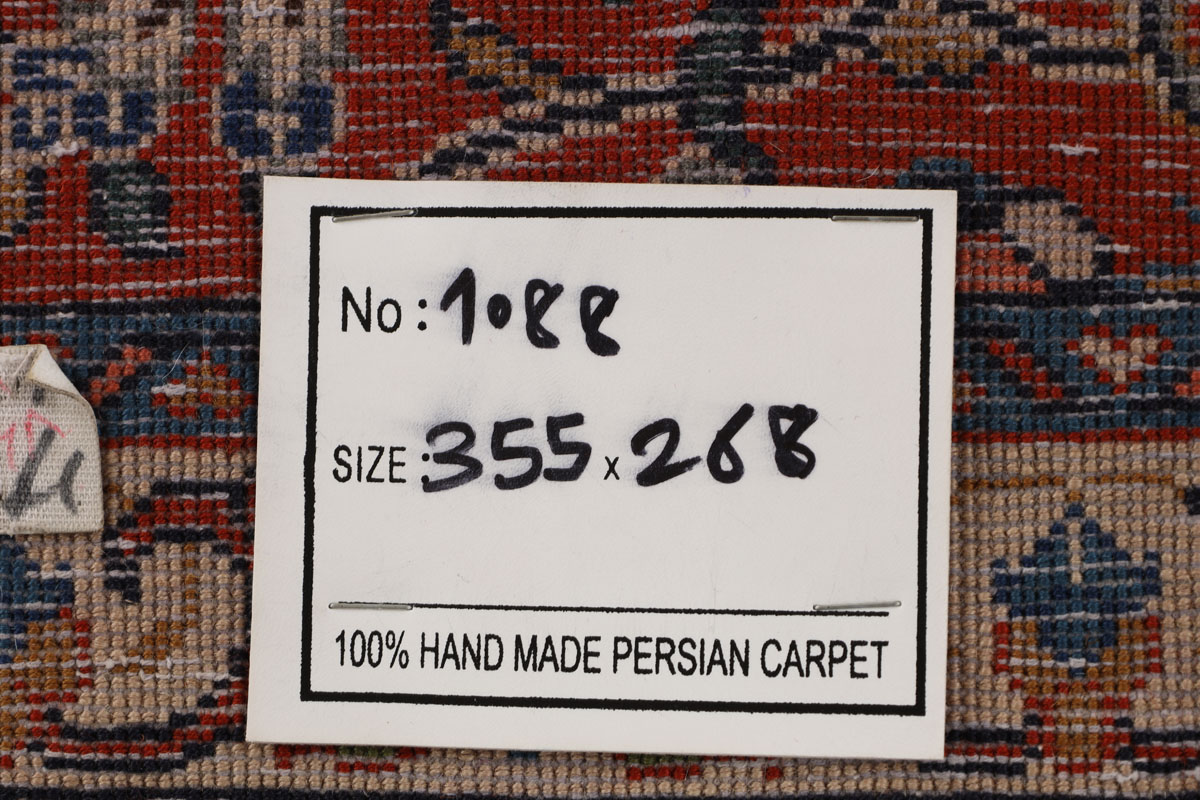 No: 1088
SIZE: 355 x 268
100% HAND MADE PERSIAN CARPET